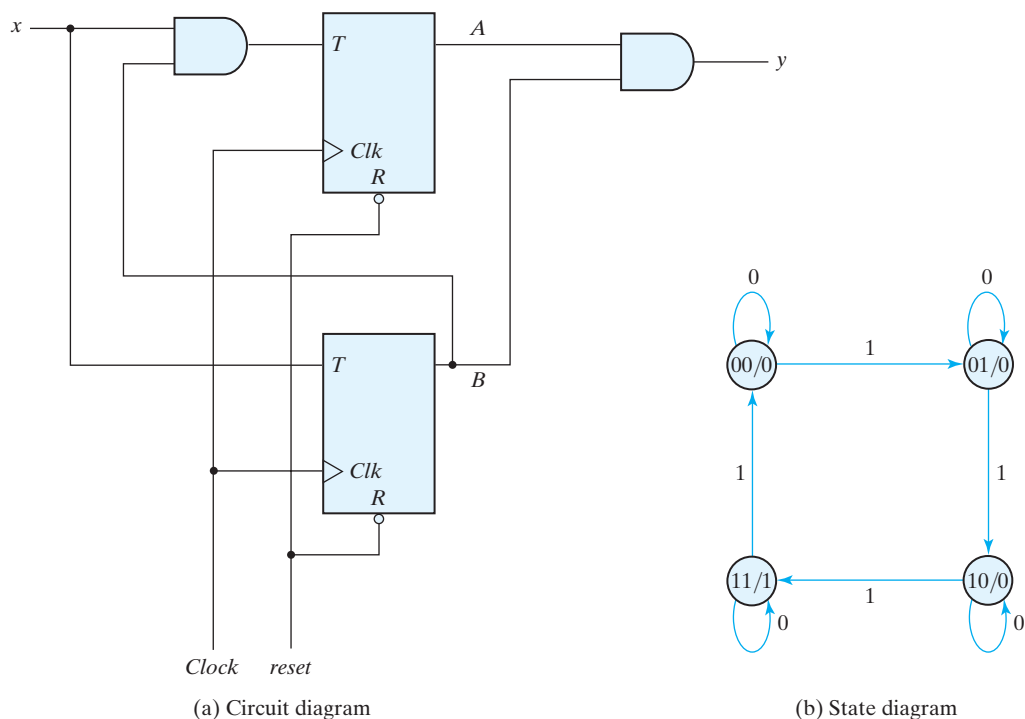 x
T
A
y
Clk
R
T
B
Clk
R
Clock
reset
(a) Circuit diagram
0
0
00/0
1
01/0
1
1
11/1
1
10/0
0
0
(b) State diagram